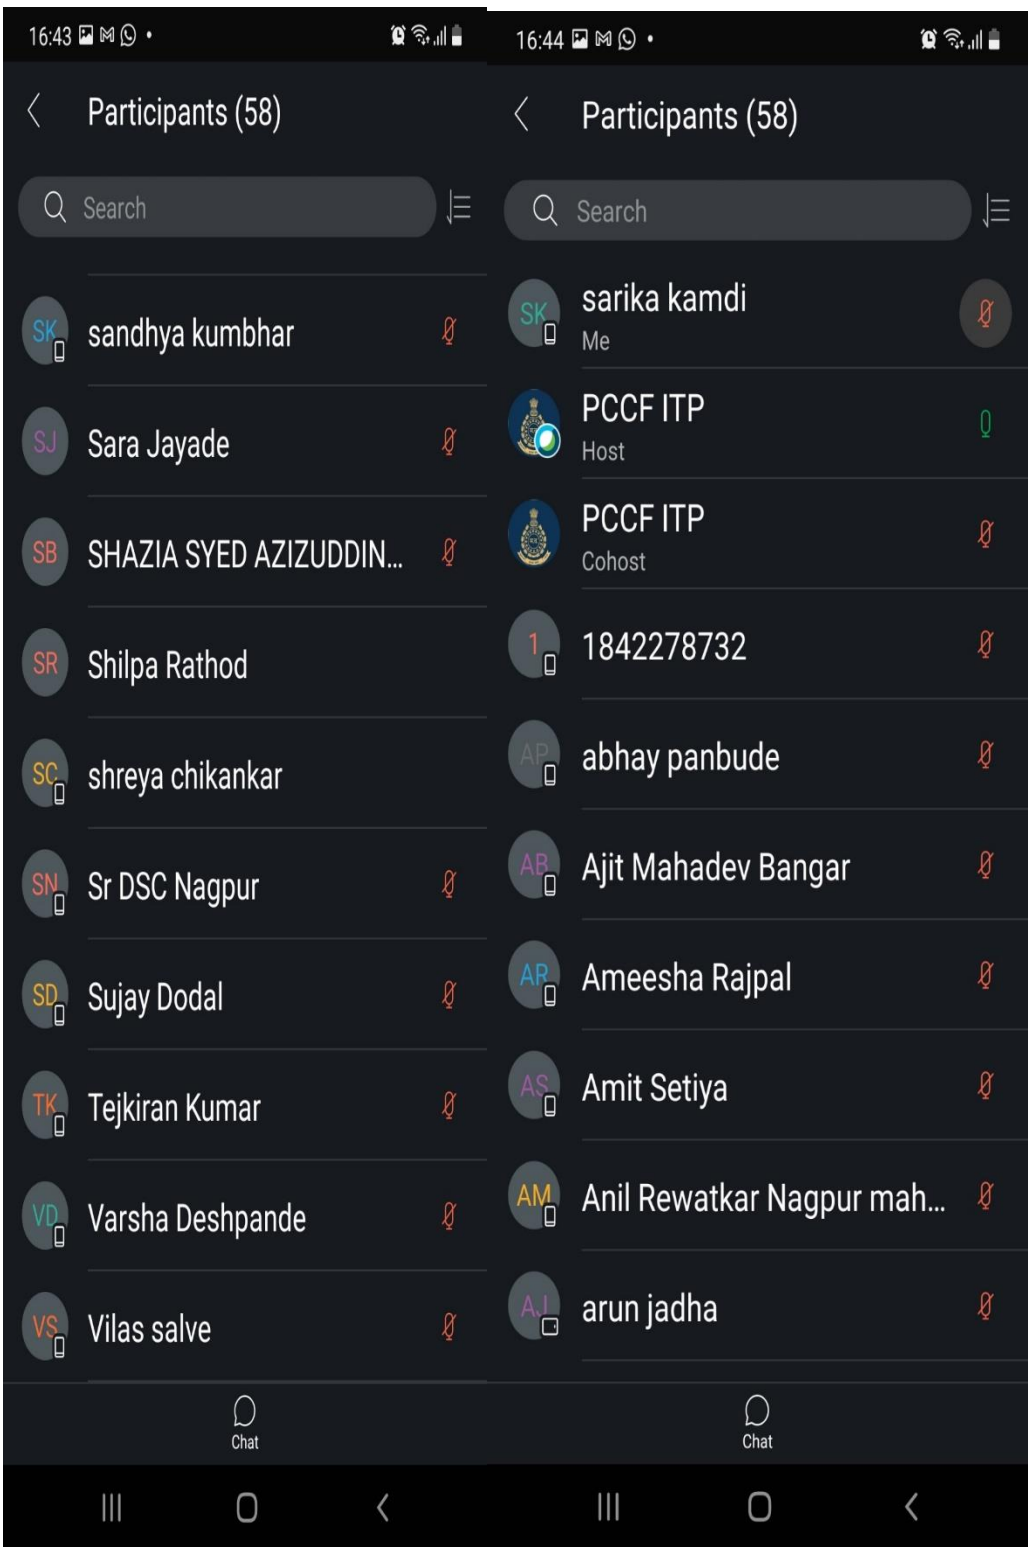 16:43
Participants (58)
Search
SK sandhya kumbhar
SJ Sara Jayade
SB SHAZIA SYED AZIZUDDIN...
SR Shilpa Rathod
SC shreya chikankar
SN Sr DSC Nagpur
SD Sujay Dodal
TK Tejkiran Kumar
VD Varsha Deshpande
VS Vilas salve
Chat
16:44
Participants (58)
Search
SK sarika kamdi
Me
PCCF ITP
Host
PCCF ITP
Cohost
1 1842278732
AP abhay panbude
AB Ajit Mahadev Bangar
AR Ameesha Rajpal
AS Amit Setiya
AM Anil Rewatkar Nagpur mah...
AJ arun jadha
Chat